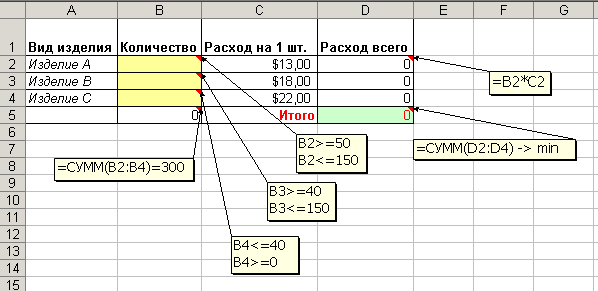 A B C D E F G
1 Вид изделия Количество Расход на 1 шт. Расход всего
2 Изделие A $13,00 0
3 Изделие B $18,00 0
4 Изделие C $22,00 0
5 0 Итого 0
6
7
8
9
10
11
12
13
14
15
=B2*C2
B2>=50
B2<=150
=СУММ(D2:D4) -> min
=СУММ(B2:B4)=300
B3>=40
B3<=150
B4<=40
B4>=0